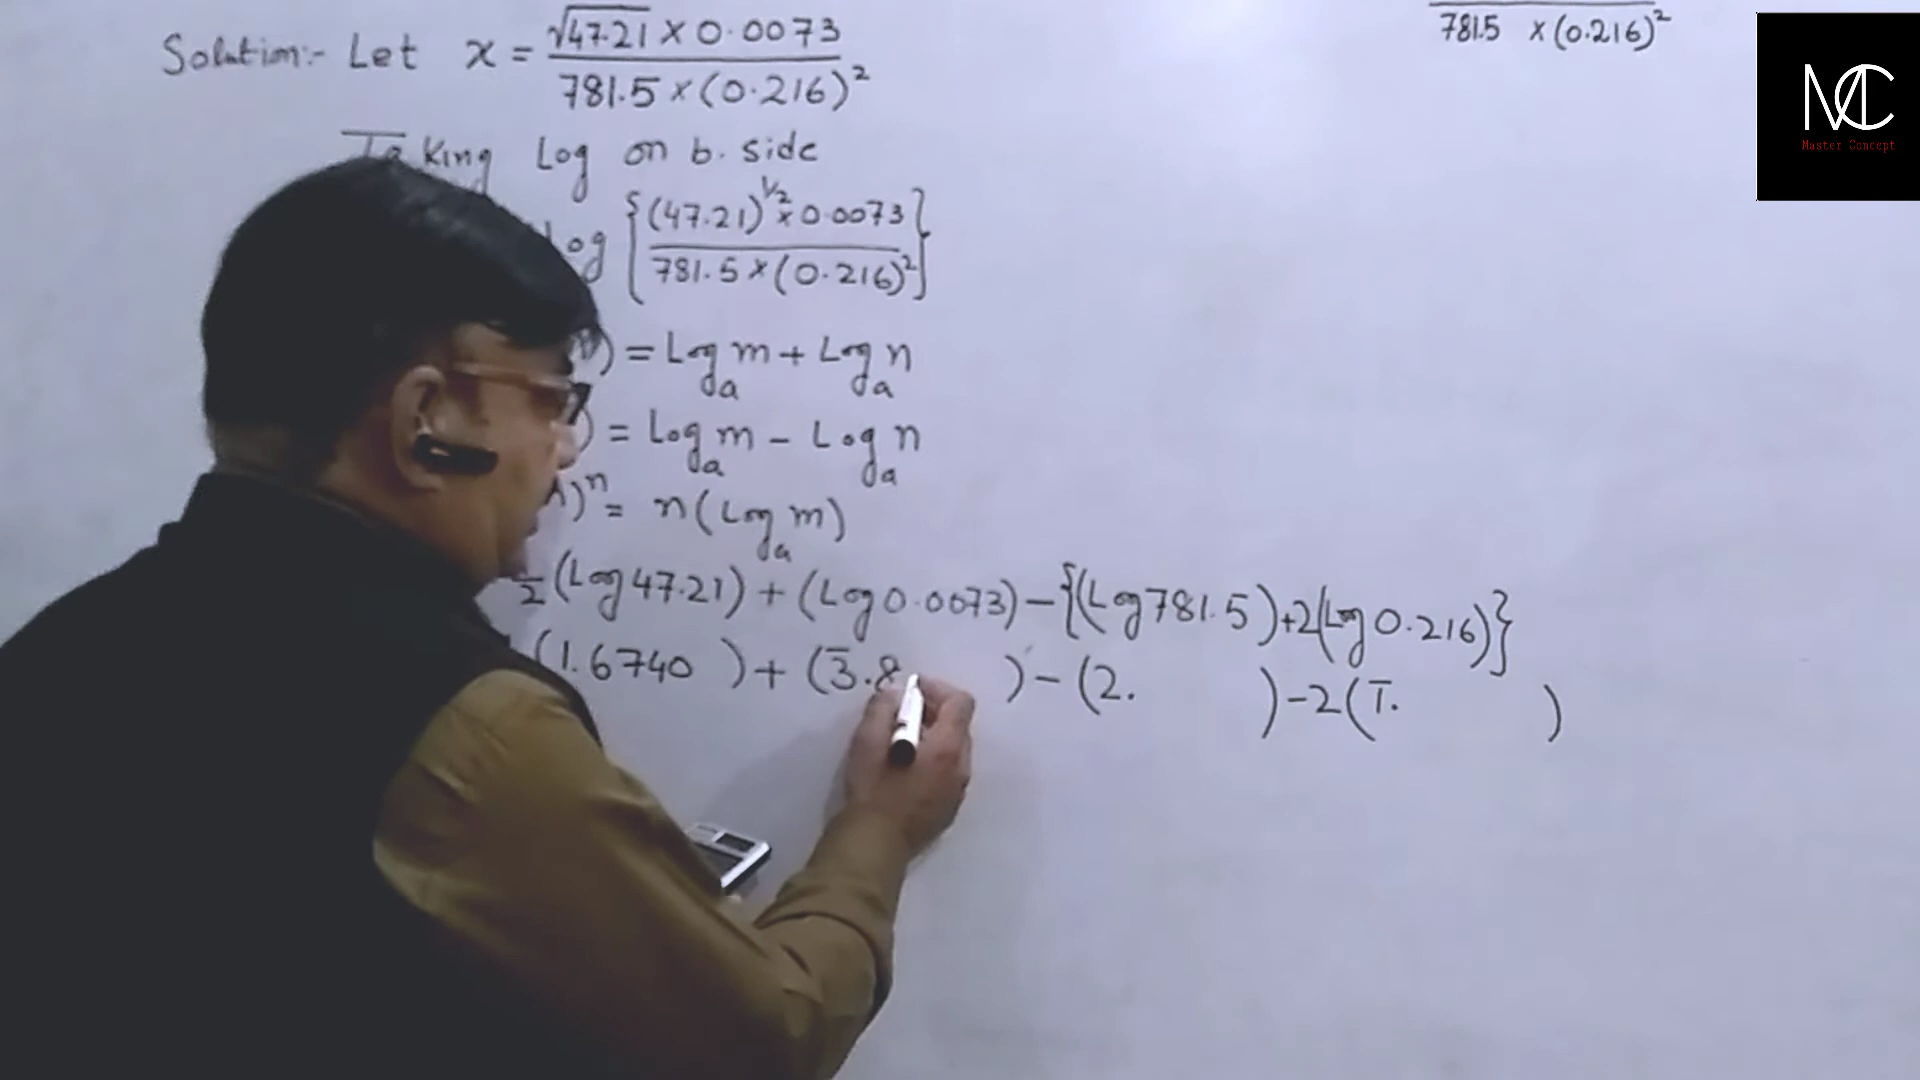 Solution:- Let x = √47.21 × 0.0073 / 781.5 × (0.216)²
781.5 × (0.216)²
MC
Master Concept
Taking Log on b. side
Log {(47.21)^½ × 0.0073 / 781.5 × (0.216)²}
) = Log_a m + Log_a n
) = Log_a m - Log_a n
)ⁿ = n(Log_a m)
½(Log 47.21) + (Log 0.0073) - {(Log 781.5) + 2(Log 0.216)}
(1.6740 ) + (3̅.8 ) - (2. ) - 2(1̅. )